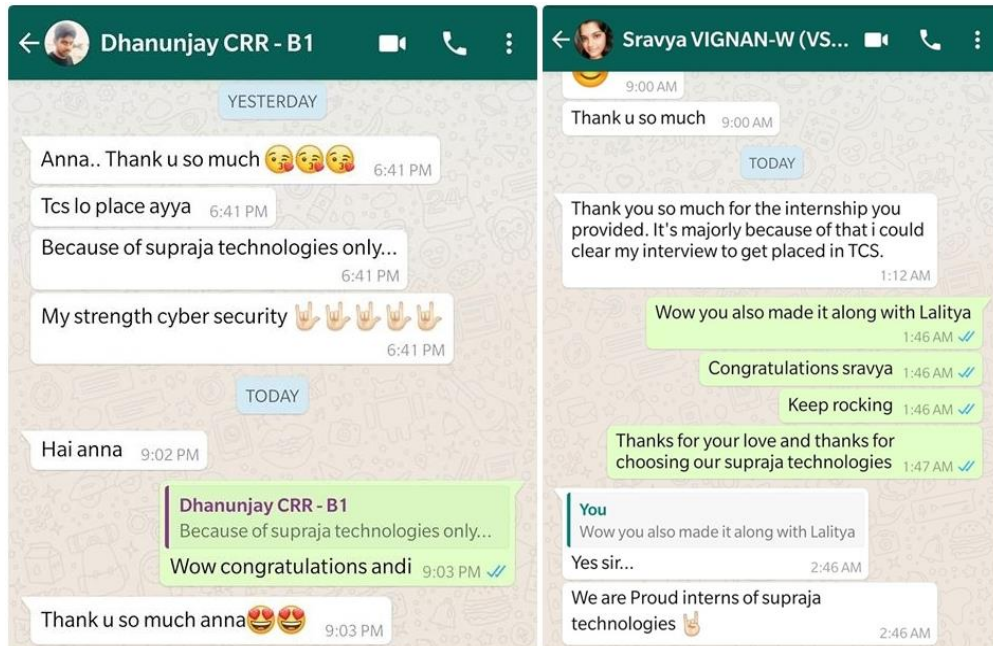 Dhanunjay CRR - B1
YESTERDAY
Anna.. Thank u so much 😘😘😘 6:41 PM
Tcs lo place ayya 6:41 PM
Because of supraja technologies only...
6:41 PM
My strength cyber security 🤟🏻🤟🏻🤟🏻🤟🏻🤟🏻
6:41 PM
TODAY
Hai anna 9:02 PM
Dhanunjay CRR - B1
Because of supraja technologies only...
Wow congratulations andi 9:03 PM
Thank u so much anna😍😍 9:03 PM
Sravya VIGNAN-W (VS...
9:00 AM
Thank u so much 9:00 AM
TODAY
Thank you so much for the internship you
provided. It's majorly because of that i could
clear my interview to get placed in TCS.
1:12 AM
Wow you also made it along with Lalitya
1:46 AM
Congratulations sravya 1:46 AM
Keep rocking 1:46 AM
Thanks for your love and thanks for
choosing our supraja technologies 1:47 AM
You
Wow you also made it along with Lalitya
Yes sir... 2:46 AM
We are Proud interns of supraja
technologies 🤟🏻 2:46 AM